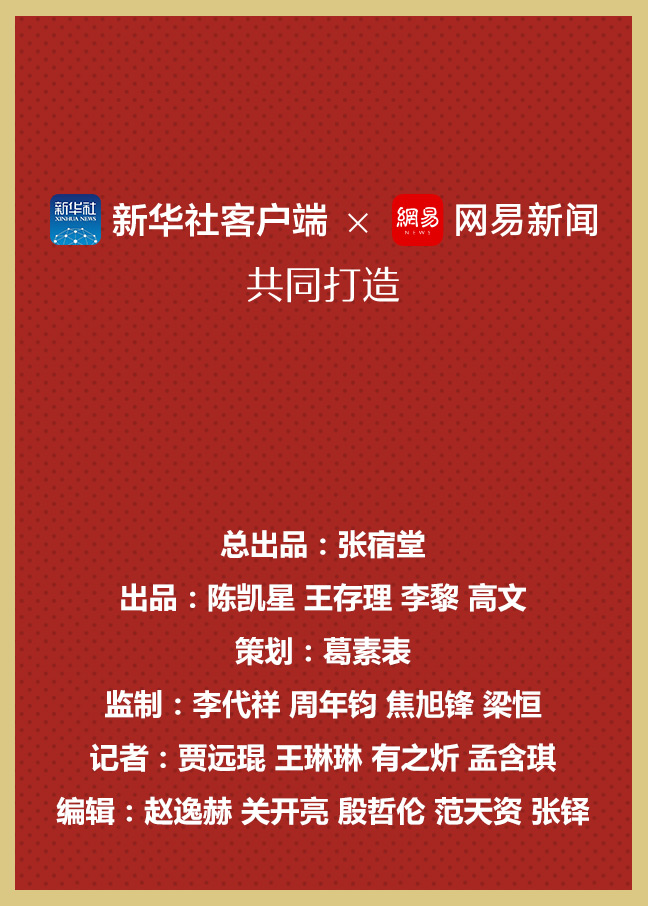 新华社
XINHUA NEWS
新华社客户端 × 網易 NEWS 网易新闻
共同打造
总出品：张宿堂
出品：陈凯星 王存理 李黎 高文
策划：葛素表
监制：李代祥 周年钧 焦旭锋 梁恒
记者：贾远琨 王琳琳 有之炘 孟含琪
编辑：赵逸赫 关开亮 殷哲伦 范天资 张铎